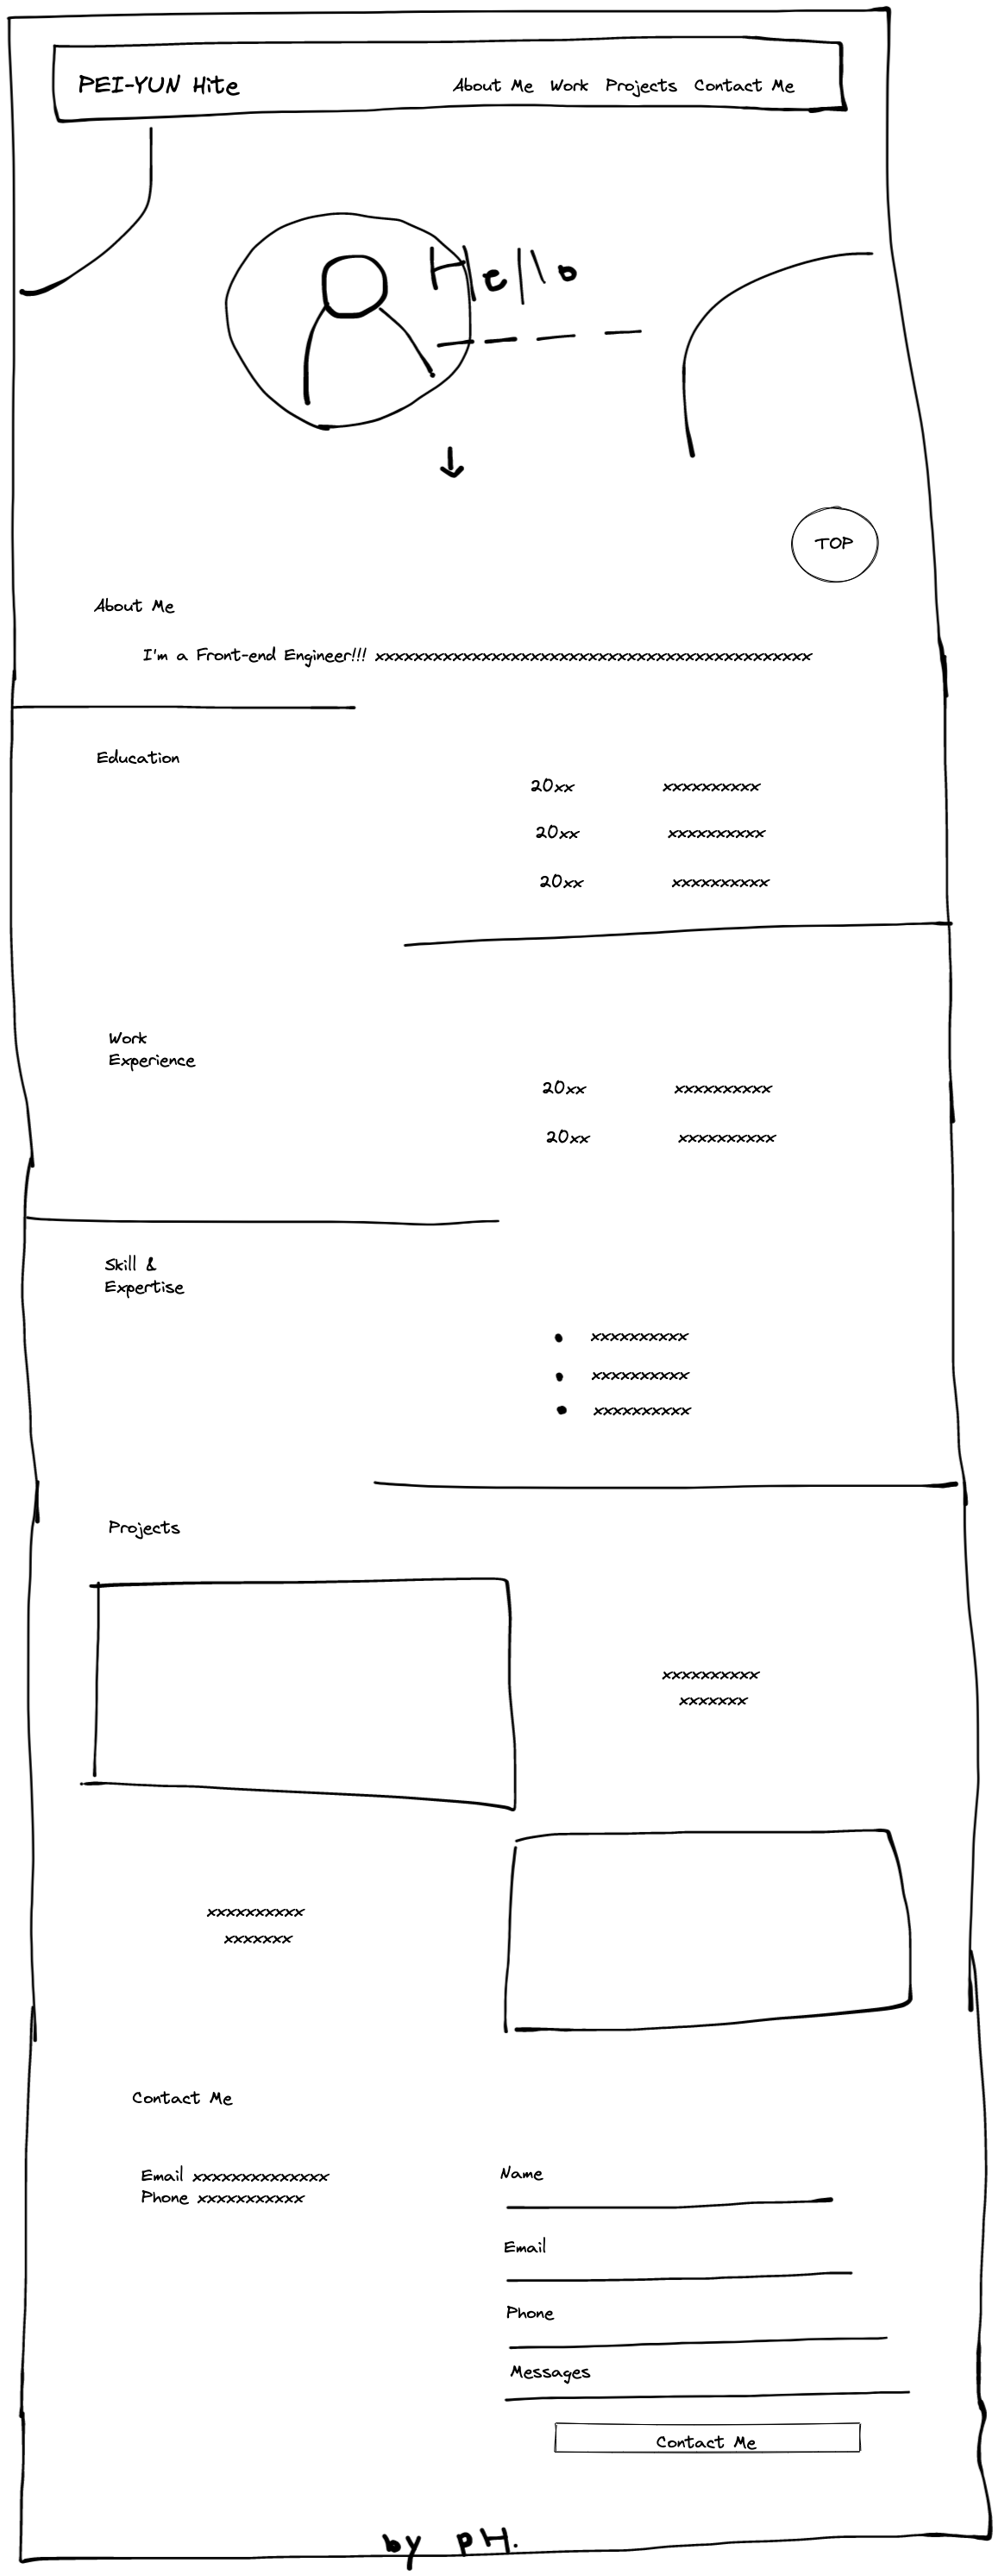 PEI-YUN Hite
About Me Work Projects Contact Me
Hello
TOP
About Me
I'm a Front-end Engineer!!! xxxxxxxxxxxxxxxxxxxxxxxxxxxxxxxxxxxxxxxxxxxxx
Education
20xx xxxxxxxxxx
20xx xxxxxxxxxx
20xx xxxxxxxxxx
Work
Experience
20xx xxxxxxxxxx
20xx xxxxxxxxxx
Skill &
Expertise
xxxxxxxxxx
xxxxxxxxxx
xxxxxxxxxx
Projects
xxxxxxxxxx
xxxxxxx
xxxxxxxxxx
xxxxxxx
Contact Me
Email xxxxxxxxxxxxxx
Phone xxxxxxxxxxx
Name
Email
Phone
Messages
Contact Me
by pH.